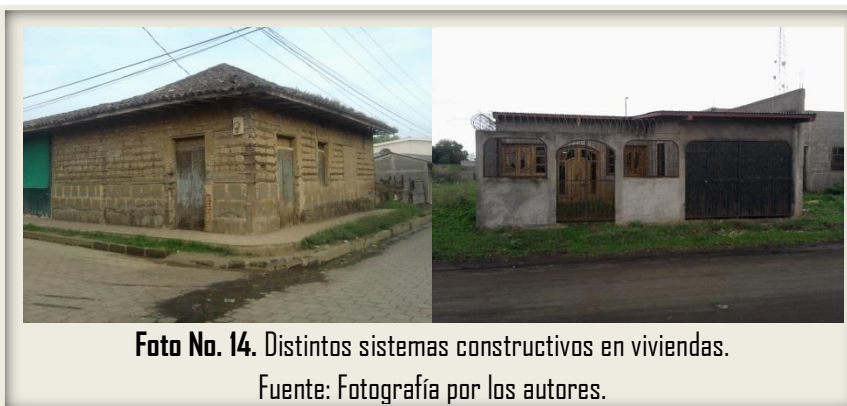 Foto No. 14. Distintos sistemas constructivos en viviendas.
Fuente: Fotografía por los autores.